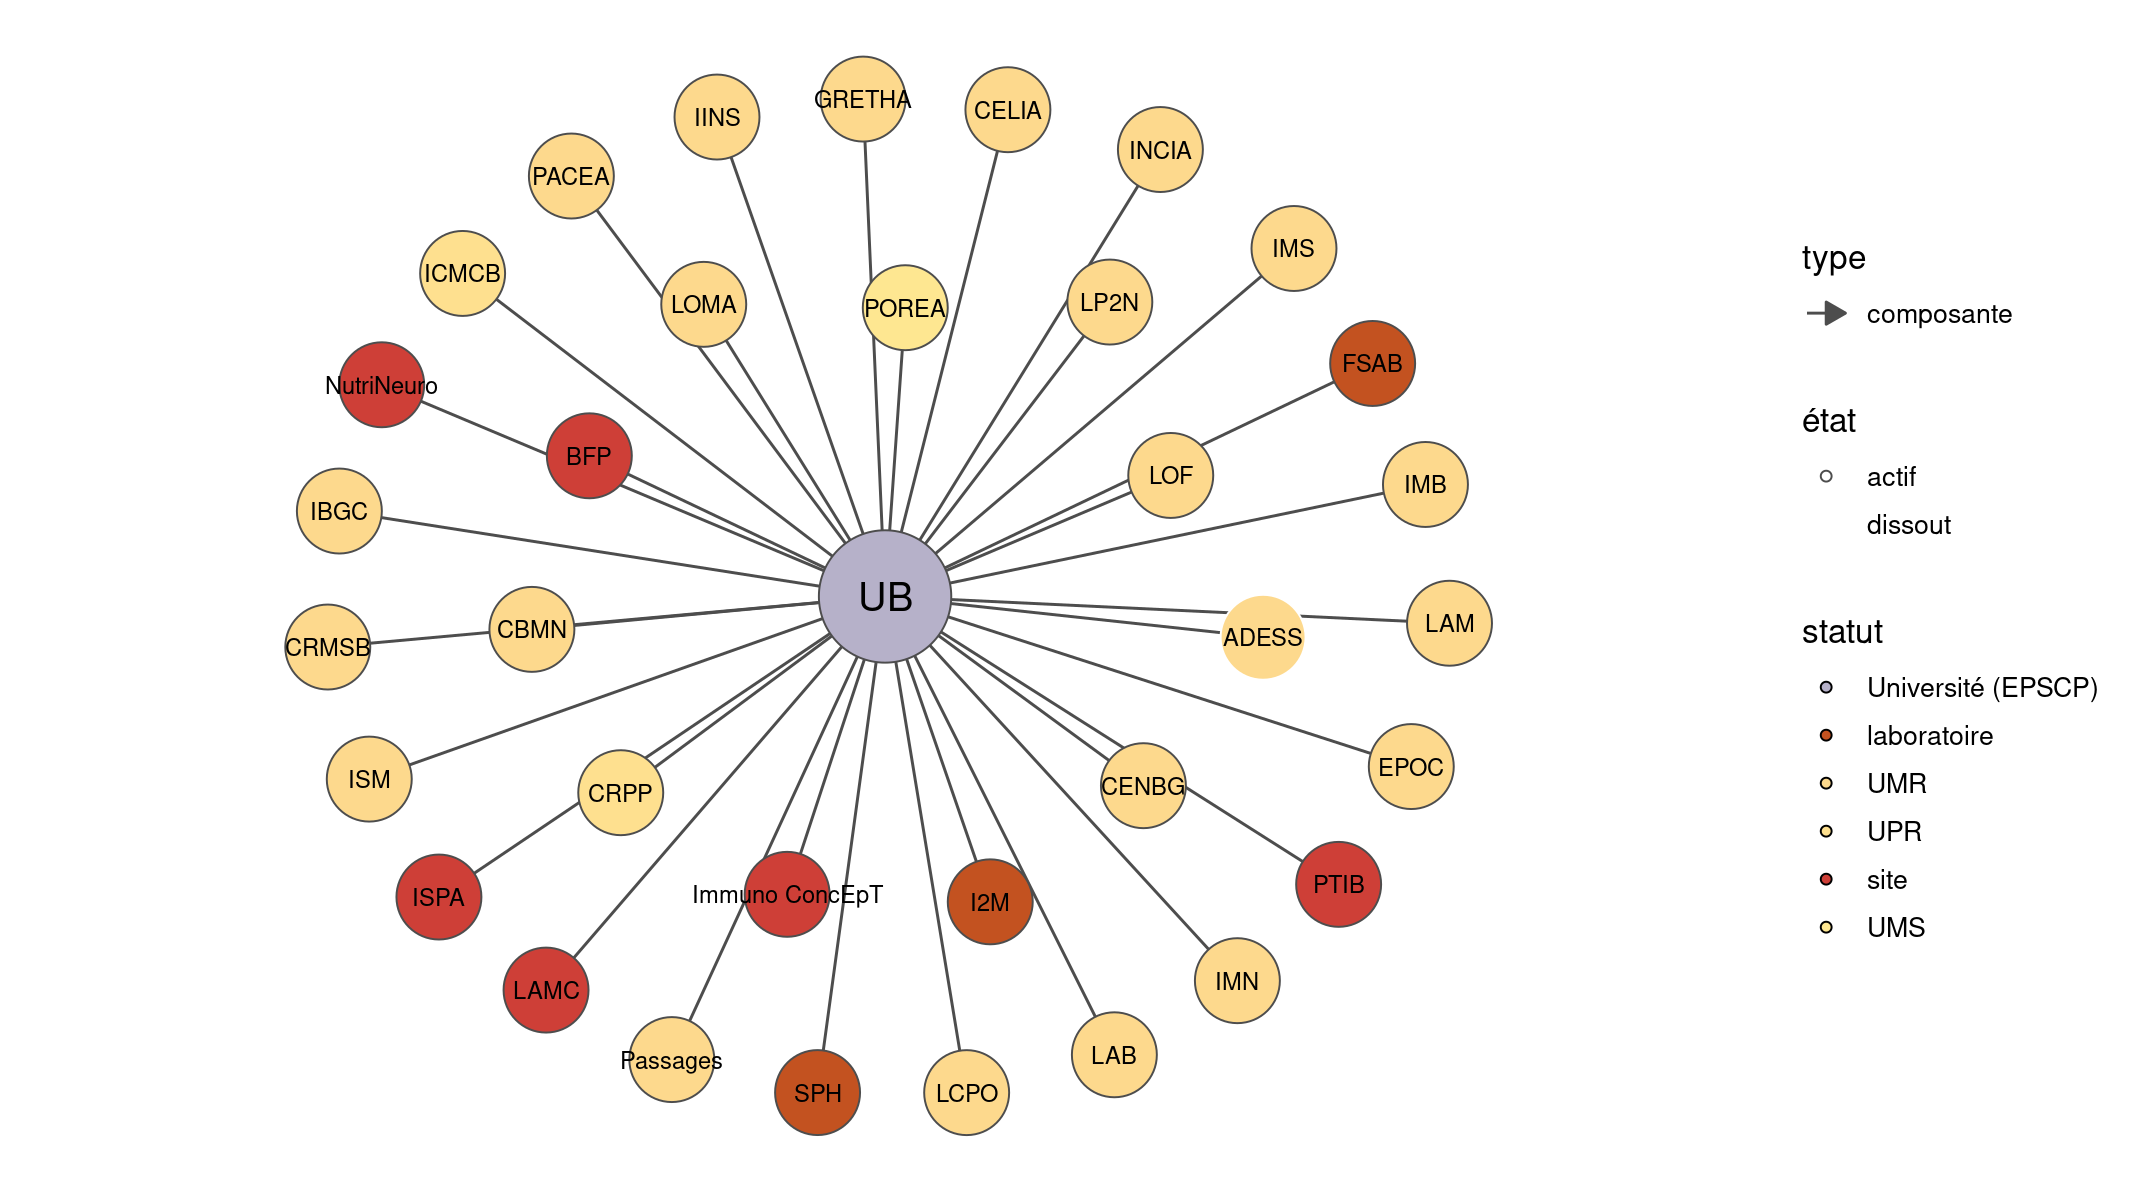 GRETHA
CELIA
IINS
INCIA
PACEA
IMS
ICMCB
LOMA
POREA
LP2N
FSAB
NutriNeuro
BFP
LOF
IMB
IBGC
UB
CBMN
CRMSB
ADESS
LAM
ISM
CRPP
CENBG
EPOC
ISPA
Immuno ConcEpT
I2M
PTIB
LAMC
IMN
Passages
SPH
LCPO
LAB
type
composante
état
actif
dissout
statut
Université (EPSCP)
laboratoire
UMR
UPR
site
UMS